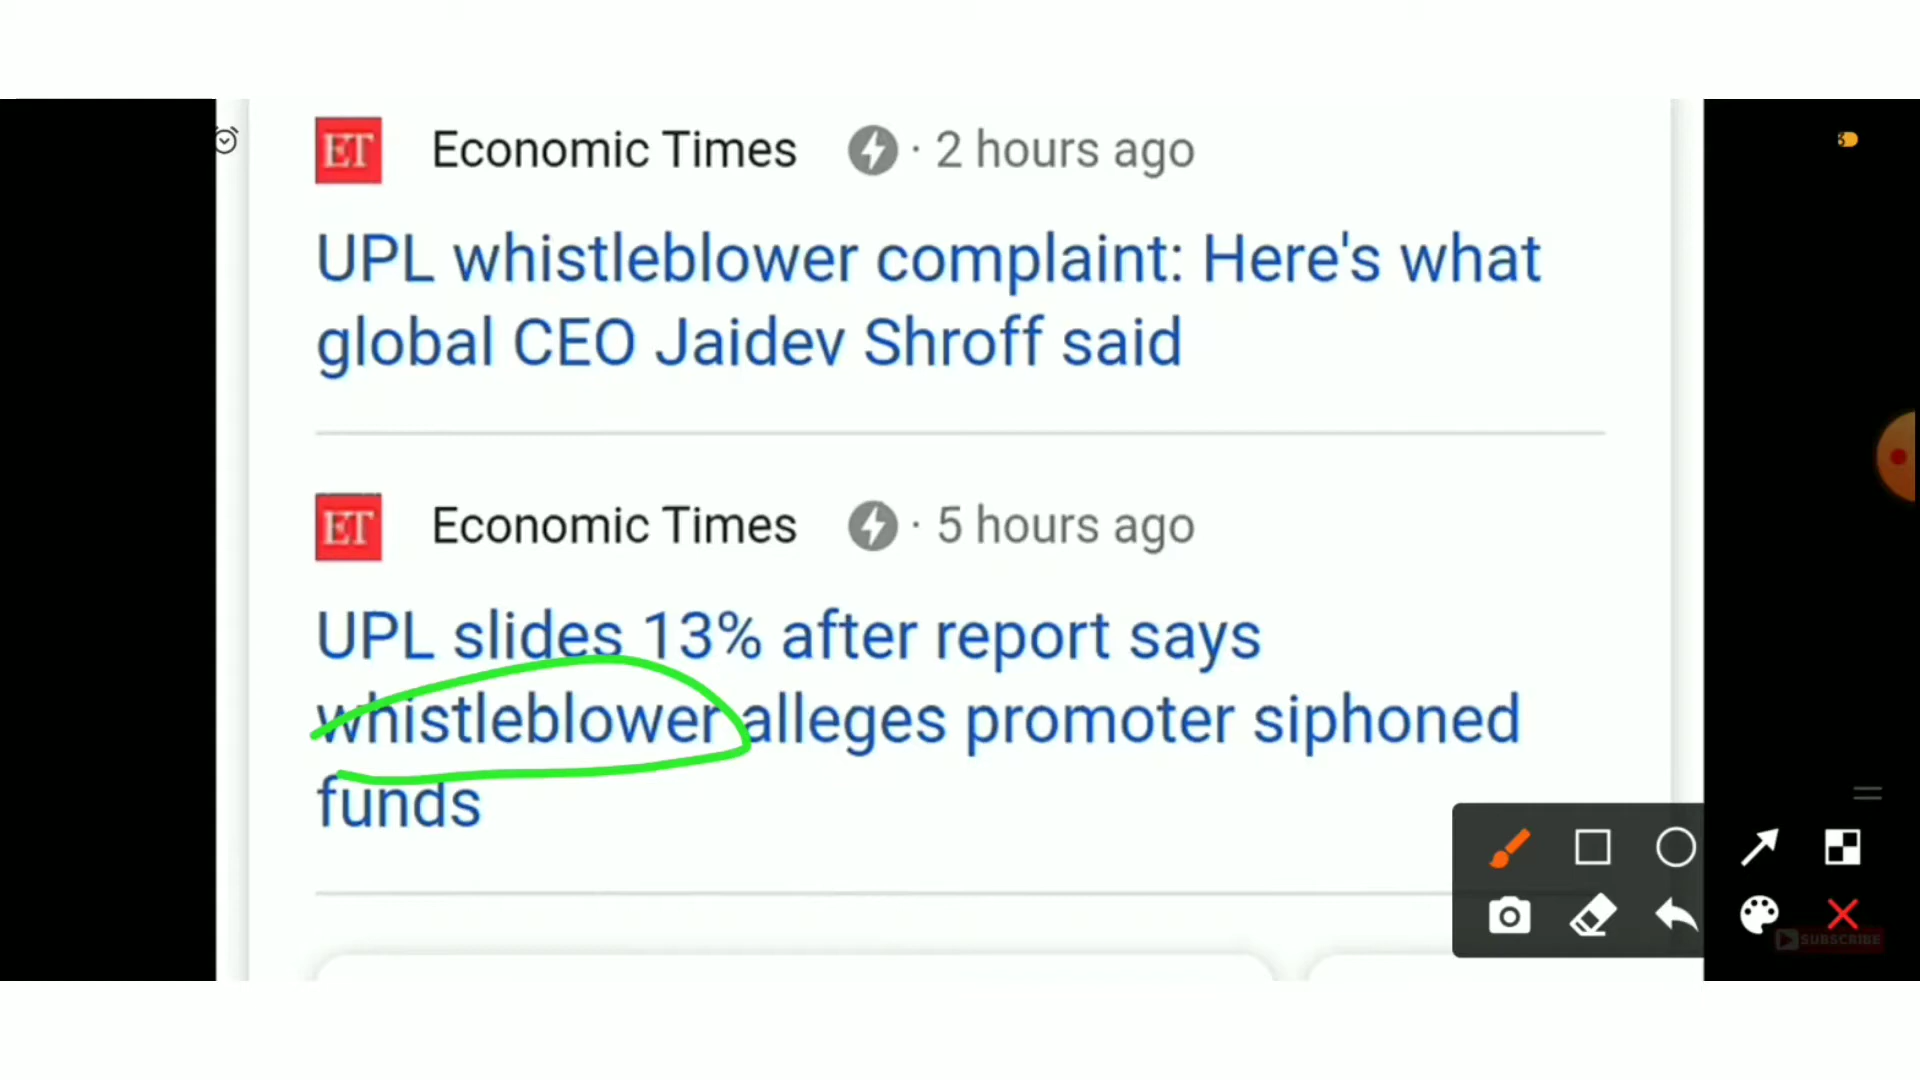 ET Economic Times · 2 hours ago
UPL whistleblower complaint: Here's what
global CEO Jaidev Shroff said
ET Economic Times · 5 hours ago
UPL slides 13% after report says
whistleblower alleges promoter siphoned
funds
SUBSCRIBE